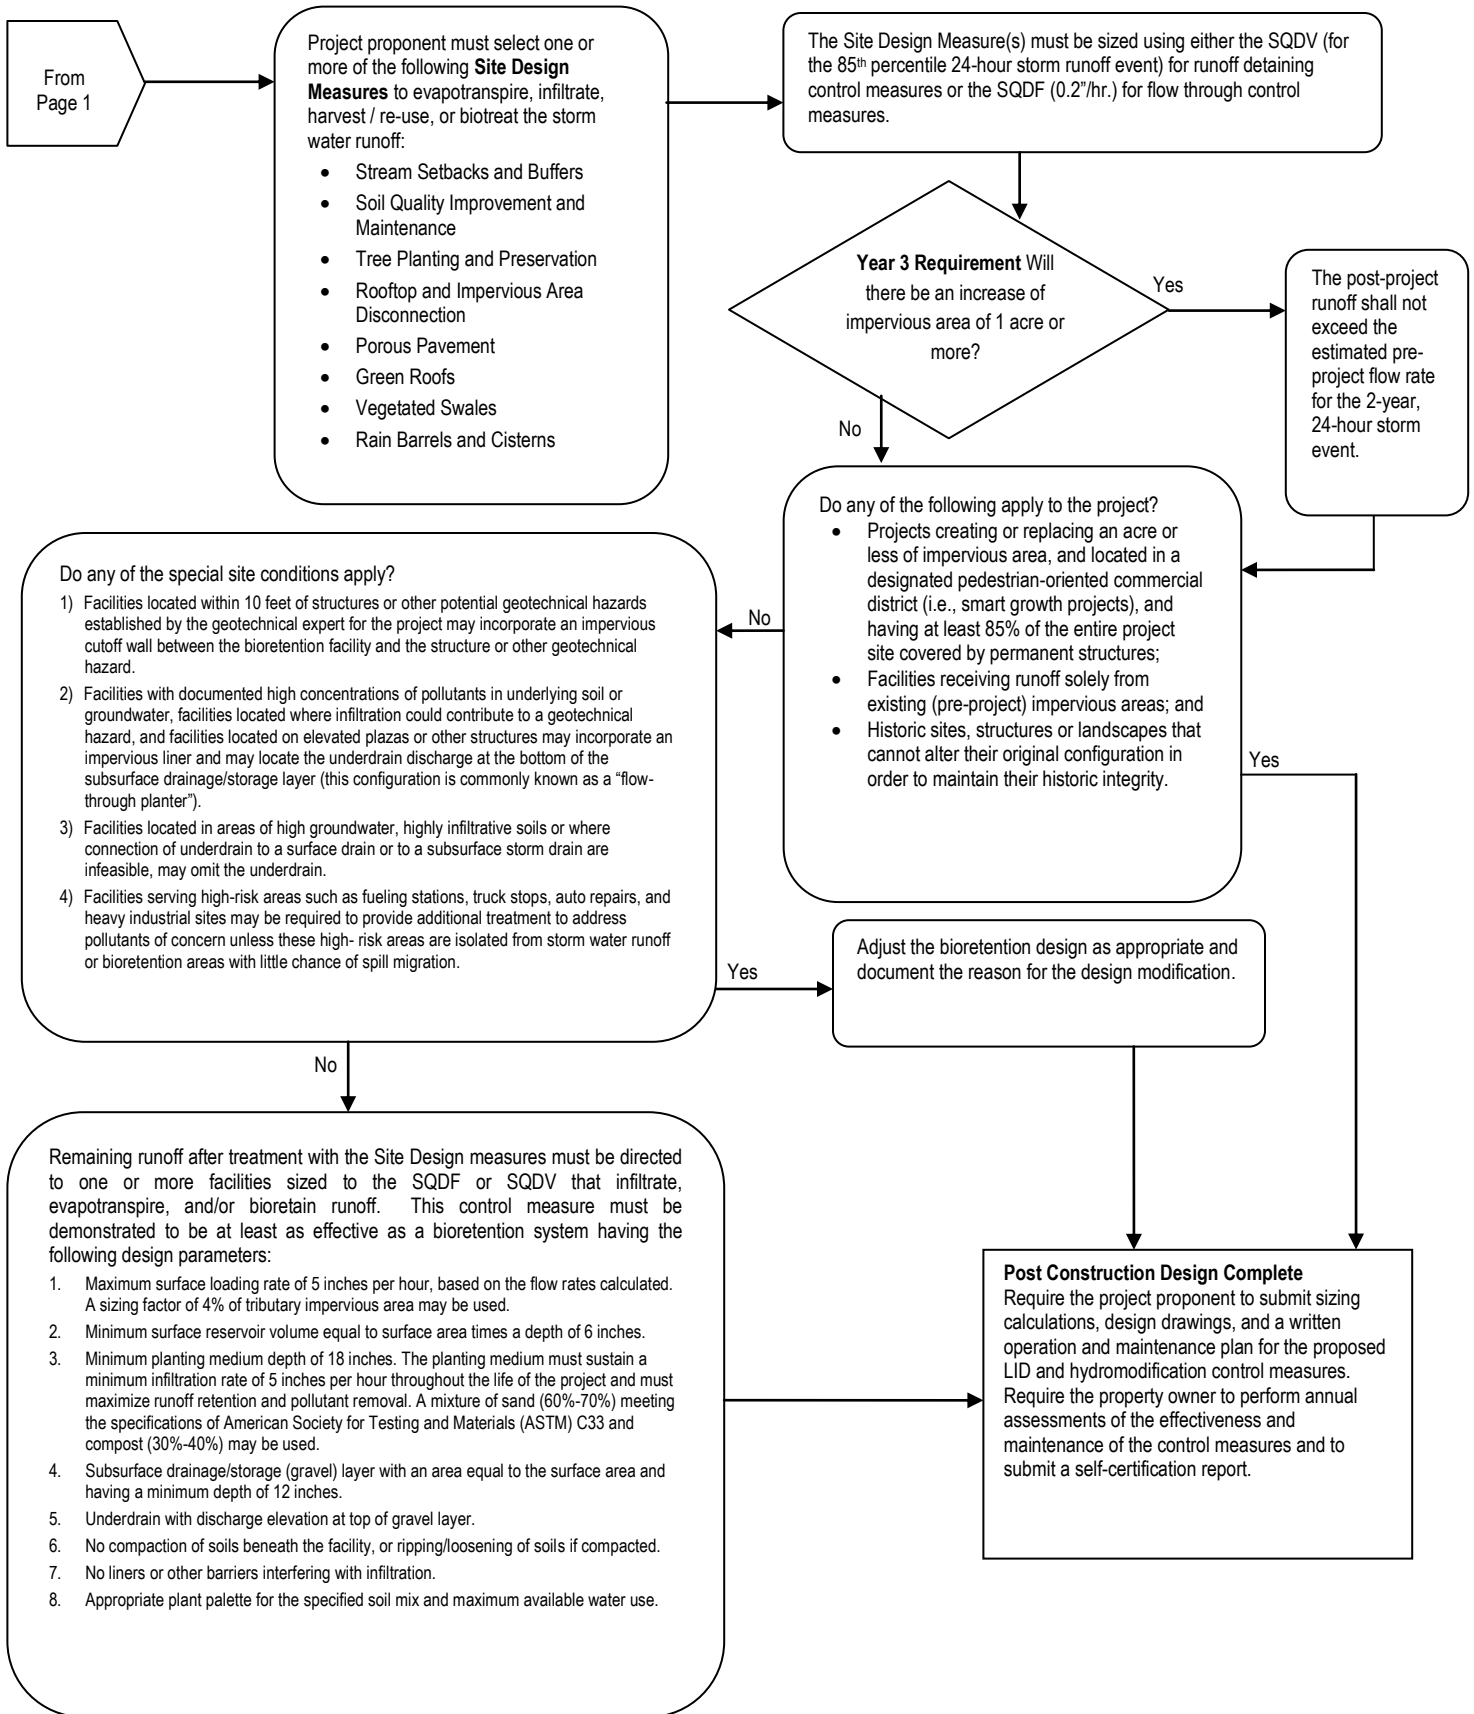 From
Page 1
Project proponent must select one or
more of the following Site Design
Measures to evapotranspire, infiltrate,
harvest / re-use, or biotreat the storm
water runoff:
• Stream Setbacks and Buffers
• Soil Quality Improvement and
Maintenance
• Tree Planting and Preservation
• Rooftop and Impervious Area
Disconnection
• Porous Pavement
• Green Roofs
• Vegetated Swales
• Rain Barrels and Cisterns
The Site Design Measure(s) must be sized using either the SQDV (for
the 85th percentile 24-hour storm runoff event) for runoff detaining
control measures or the SQDF (0.2”/hr.) for flow through control
measures.
Year 3 Requirement Will
there be an increase of
impervious area of 1 acre or
more?
Yes
The post-project
runoff shall not
exceed the
estimated pre-
project flow rate
for the 2-year,
24-hour storm
event.
No
Do any of the following apply to the project?
• Projects creating or replacing an acre or
less of impervious area, and located in a
designated pedestrian-oriented commercial
district (i.e., smart growth projects), and
having at least 85% of the entire project
site covered by permanent structures;
• Facilities receiving runoff solely from
existing (pre-project) impervious areas; and
• Historic sites, structures or landscapes that
cannot alter their original configuration in
order to maintain their historic integrity.
No
Yes
Do any of the special site conditions apply?
1) Facilities located within 10 feet of structures or other potential geotechnical hazards
established by the geotechnical expert for the project may incorporate an impervious
cutoff wall between the bioretention facility and the structure or other geotechnical
hazard.
2) Facilities with documented high concentrations of pollutants in underlying soil or
groundwater, facilities located where infiltration could contribute to a geotechnical
hazard, and facilities located on elevated plazas or other structures may incorporate an
impervious liner and may locate the underdrain discharge at the bottom of the
subsurface drainage/storage layer (this configuration is commonly known as a “flow-
through planter”).
3) Facilities located in areas of high groundwater, highly infiltrative soils or where
connection of underdrain to a surface drain or to a subsurface storm drain are
infeasible, may omit the underdrain.
4) Facilities serving high-risk areas such as fueling stations, truck stops, auto repairs, and
heavy industrial sites may be required to provide additional treatment to address
pollutants of concern unless these high- risk areas are isolated from storm water runoff
or bioretention areas with little chance of spill migration.
Yes
Adjust the bioretention design as appropriate and
document the reason for the design modification.
No
Remaining runoff after treatment with the Site Design measures must be directed
to one or more facilities sized to the SQDF or SQDV that infiltrate,
evapotranspire, and/or bioretain runoff. This control measure must be
demonstrated to be at least as effective as a bioretention system having the
following design parameters:
1. Maximum surface loading rate of 5 inches per hour, based on the flow rates calculated.
A sizing factor of 4% of tributary impervious area may be used.
2. Minimum surface reservoir volume equal to surface area times a depth of 6 inches.
3. Minimum planting medium depth of 18 inches. The planting medium must sustain a
minimum infiltration rate of 5 inches per hour throughout the life of the project and must
maximize runoff retention and pollutant removal. A mixture of sand (60%-70%) meeting
the specifications of American Society for Testing and Materials (ASTM) C33 and
compost (30%-40%) may be used.
4. Subsurface drainage/storage (gravel) layer with an area equal to the surface area and
having a minimum depth of 12 inches.
5. Underdrain with discharge elevation at top of gravel layer.
6. No compaction of soils beneath the facility, or ripping/loosening of soils if compacted.
7. No liners or other barriers interfering with infiltration.
8. Appropriate plant palette for the specified soil mix and maximum available water use.
Post Construction Design Complete
Require the project proponent to submit sizing
calculations, design drawings, and a written
operation and maintenance plan for the proposed
LID and hydromodification control measures.
Require the property owner to perform annual
assessments of the effectiveness and
maintenance of the control measures and to
submit a self-certification report.